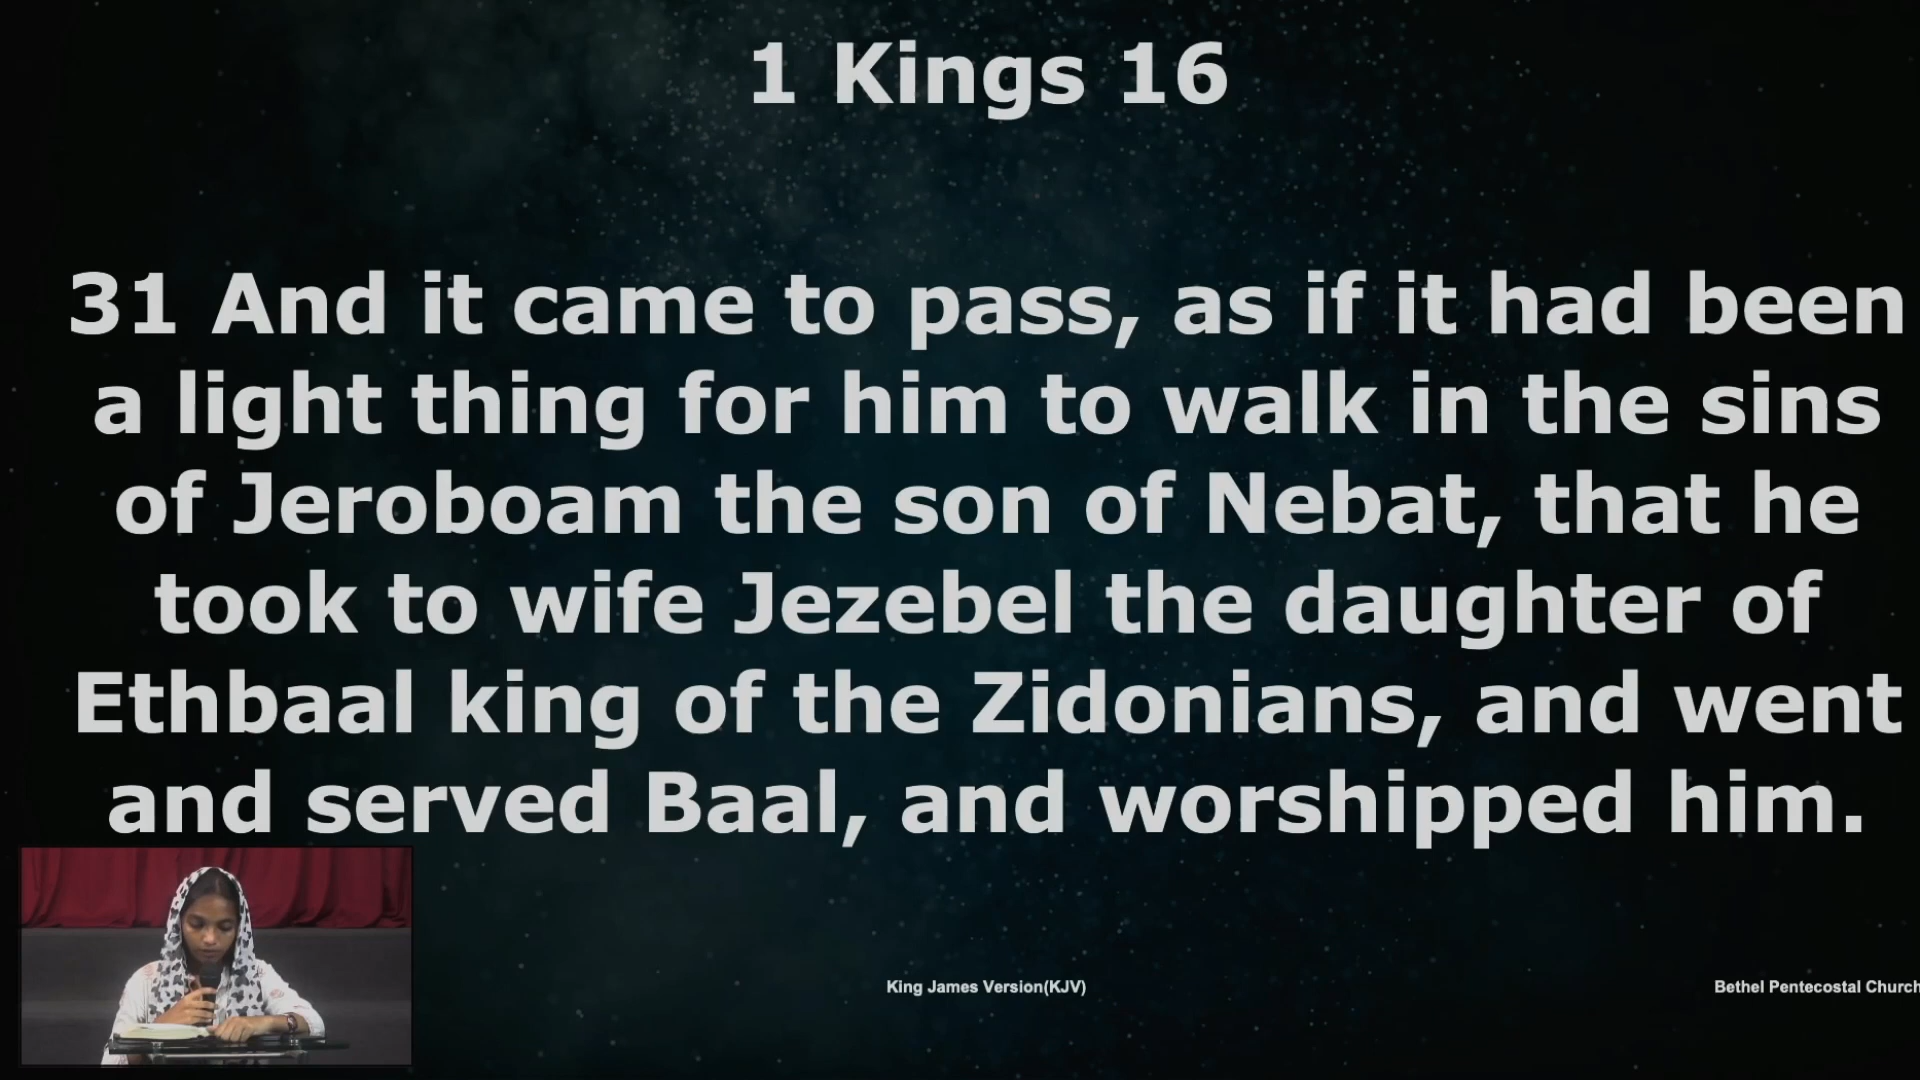 1 Kings 16
31 And it came to pass, as if it had been
a light thing for him to walk in the sins
of Jeroboam the son of Nebat, that he
took to wife Jezebel the daughter of
Ethbaal king of the Zidonians, and went
and served Baal, and worshipped him.
King James Version(KJV)
Bethel Pentecostal Church